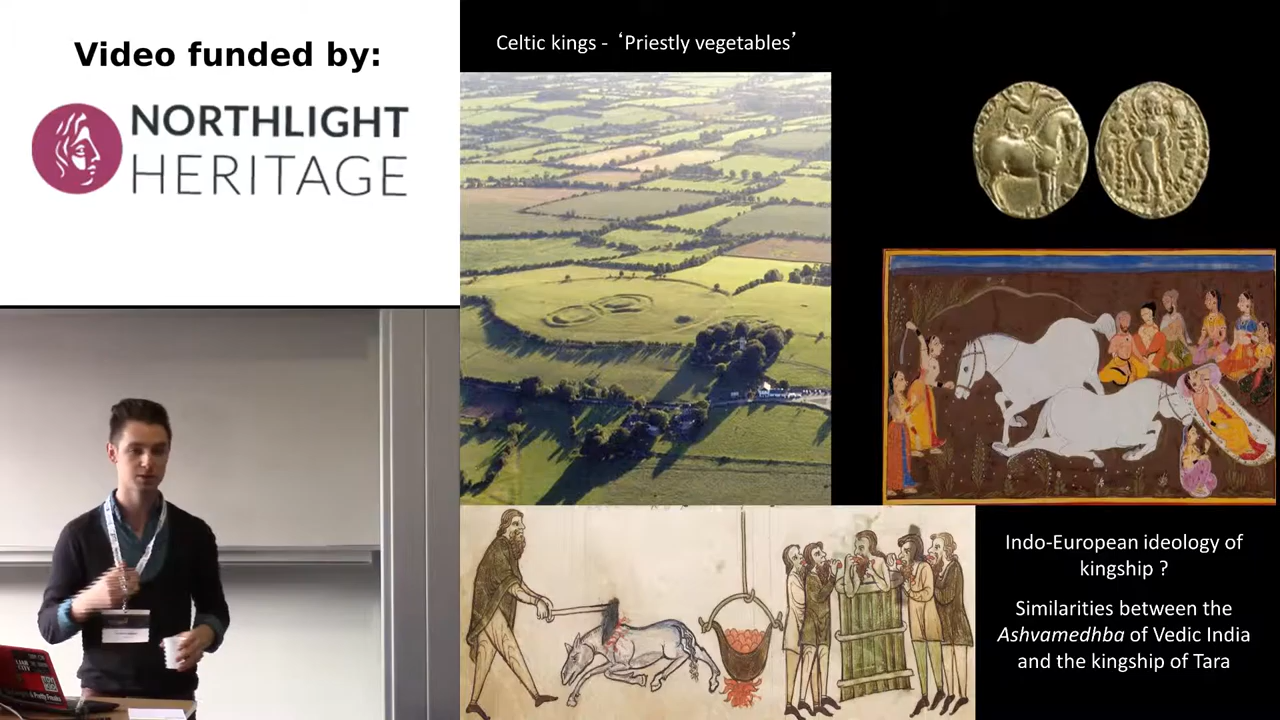 Video funded by:
NORTHLIGHT
HERITAGE
Celtic kings - ‘Priestly vegetables’
Indo-European ideology of
kingship ?
Similarities between the
Ashvamedhba of Vedic India
and the kingship of Tara